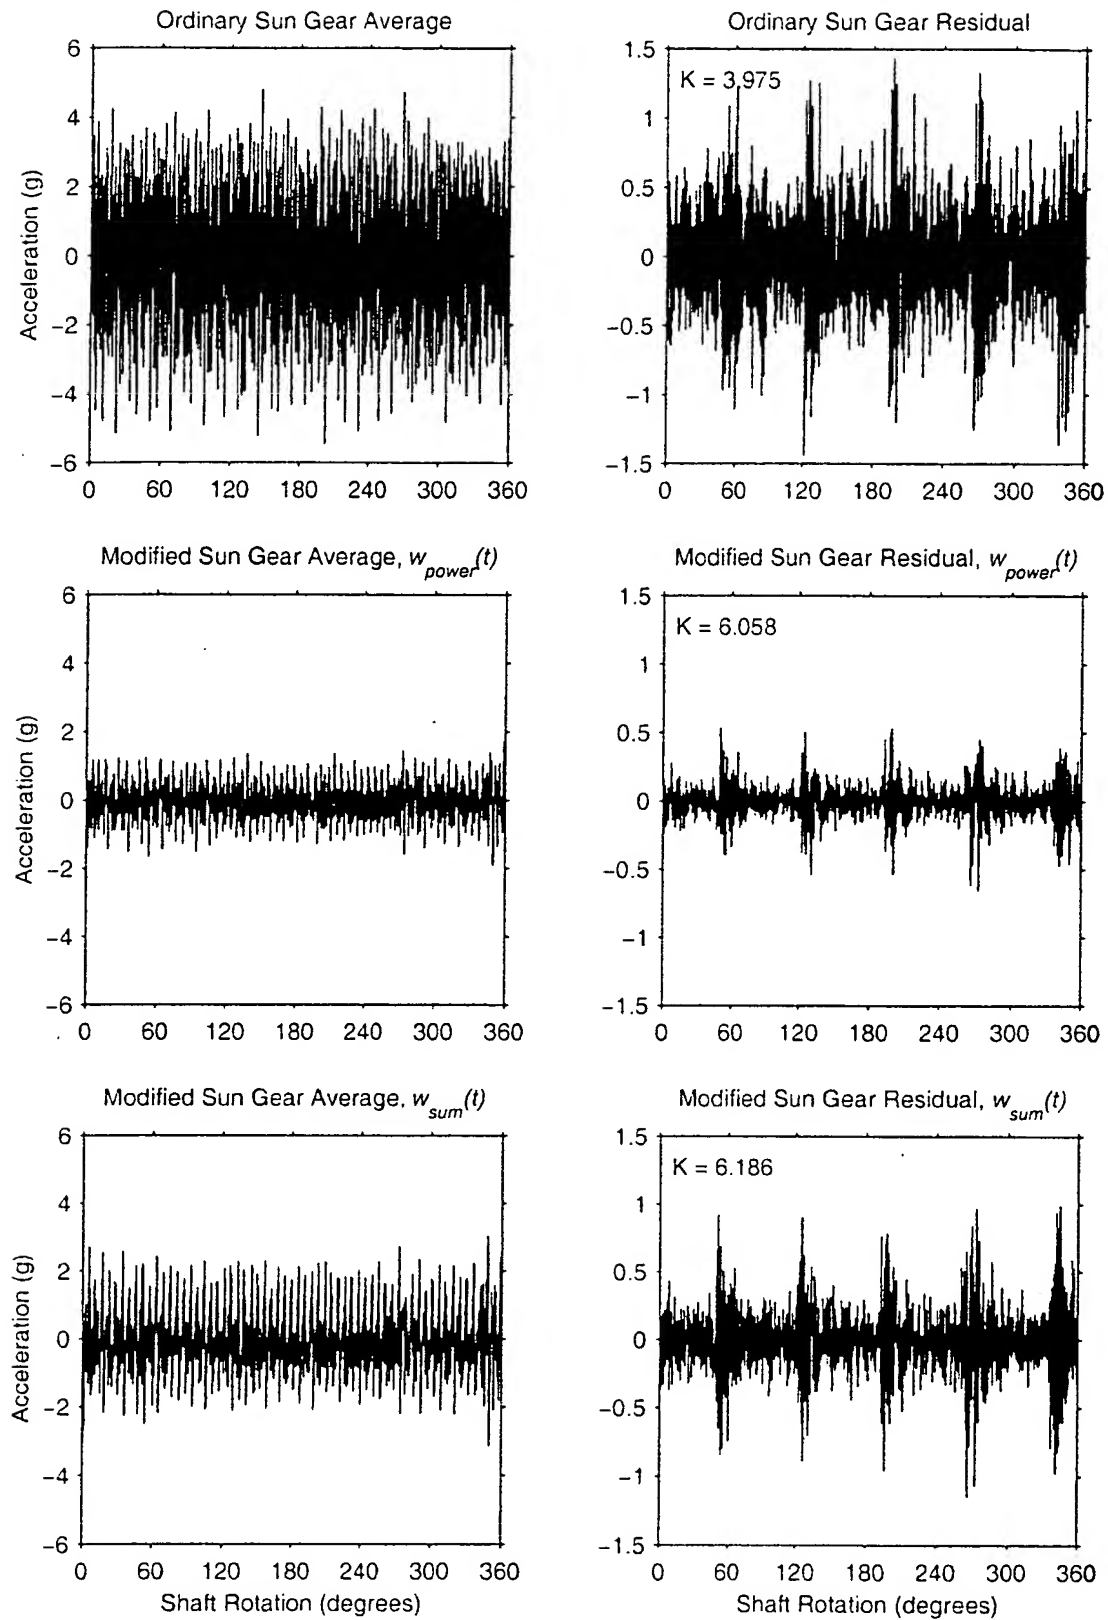 Ordinary Sun Gear Average
6
4
2
0
−2
−4
−6
Acceleration (g)
0 60 120 180 240 300 360
Ordinary Sun Gear Residual
K = 3.975
1.5
1
0.5
0
−0.5
−1
−1.5
0 60 120 180 240 300 360
Modified Sun Gear Average, w_power(t)
6
4
2
0
−2
−4
−6
Acceleration (g)
0 60 120 180 240 300 360
Modified Sun Gear Residual, w_power(t)
K = 6.058
1.5
1
0.5
0
−0.5
−1
−1.5
0 60 120 180 240 300 360
Modified Sun Gear Average, w_sum(t)
6
4
2
0
−2
−4
−6
Acceleration (g)
0 60 120 180 240 300 360
Shaft Rotation (degrees)
Modified Sun Gear Residual, w_sum(t)
K = 6.186
1.5
1
0.5
0
−0.5
−1
−1.5
0 60 120 180 240 300 360
Shaft Rotation (degrees)